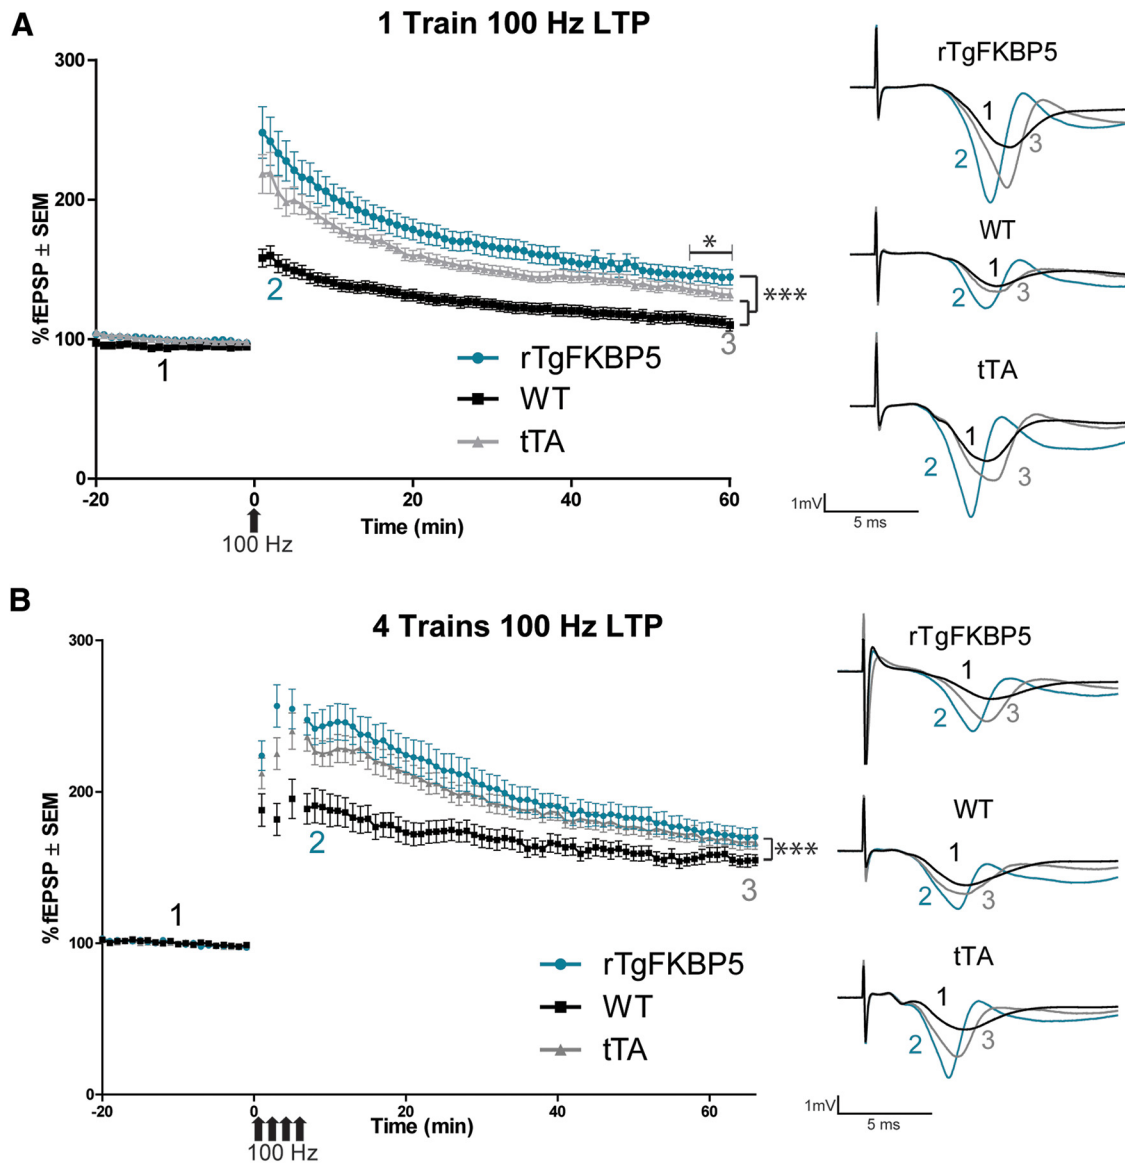 A
1 Train 100 Hz LTP
300
200
100
0
%fEPSP ± SEM
-20
0
20
40
60
Time (min)
100 Hz
1
2
3
*
***
rTgFKBP5
WT
tTA
rTgFKBP5
1
2
3
WT
1
2
3
tTA
1
2
3
1mV
5 ms
B
4 Trains 100 Hz LTP
300
200
100
0
%fEPSP ± SEM
-20
0
20
40
60
Time (min)
100 Hz
1
2
3
***
rTgFKBP5
WT
tTA
rTgFKBP5
1
2
3
WT
1
2
3
tTA
1
2
3
1mV
5 ms